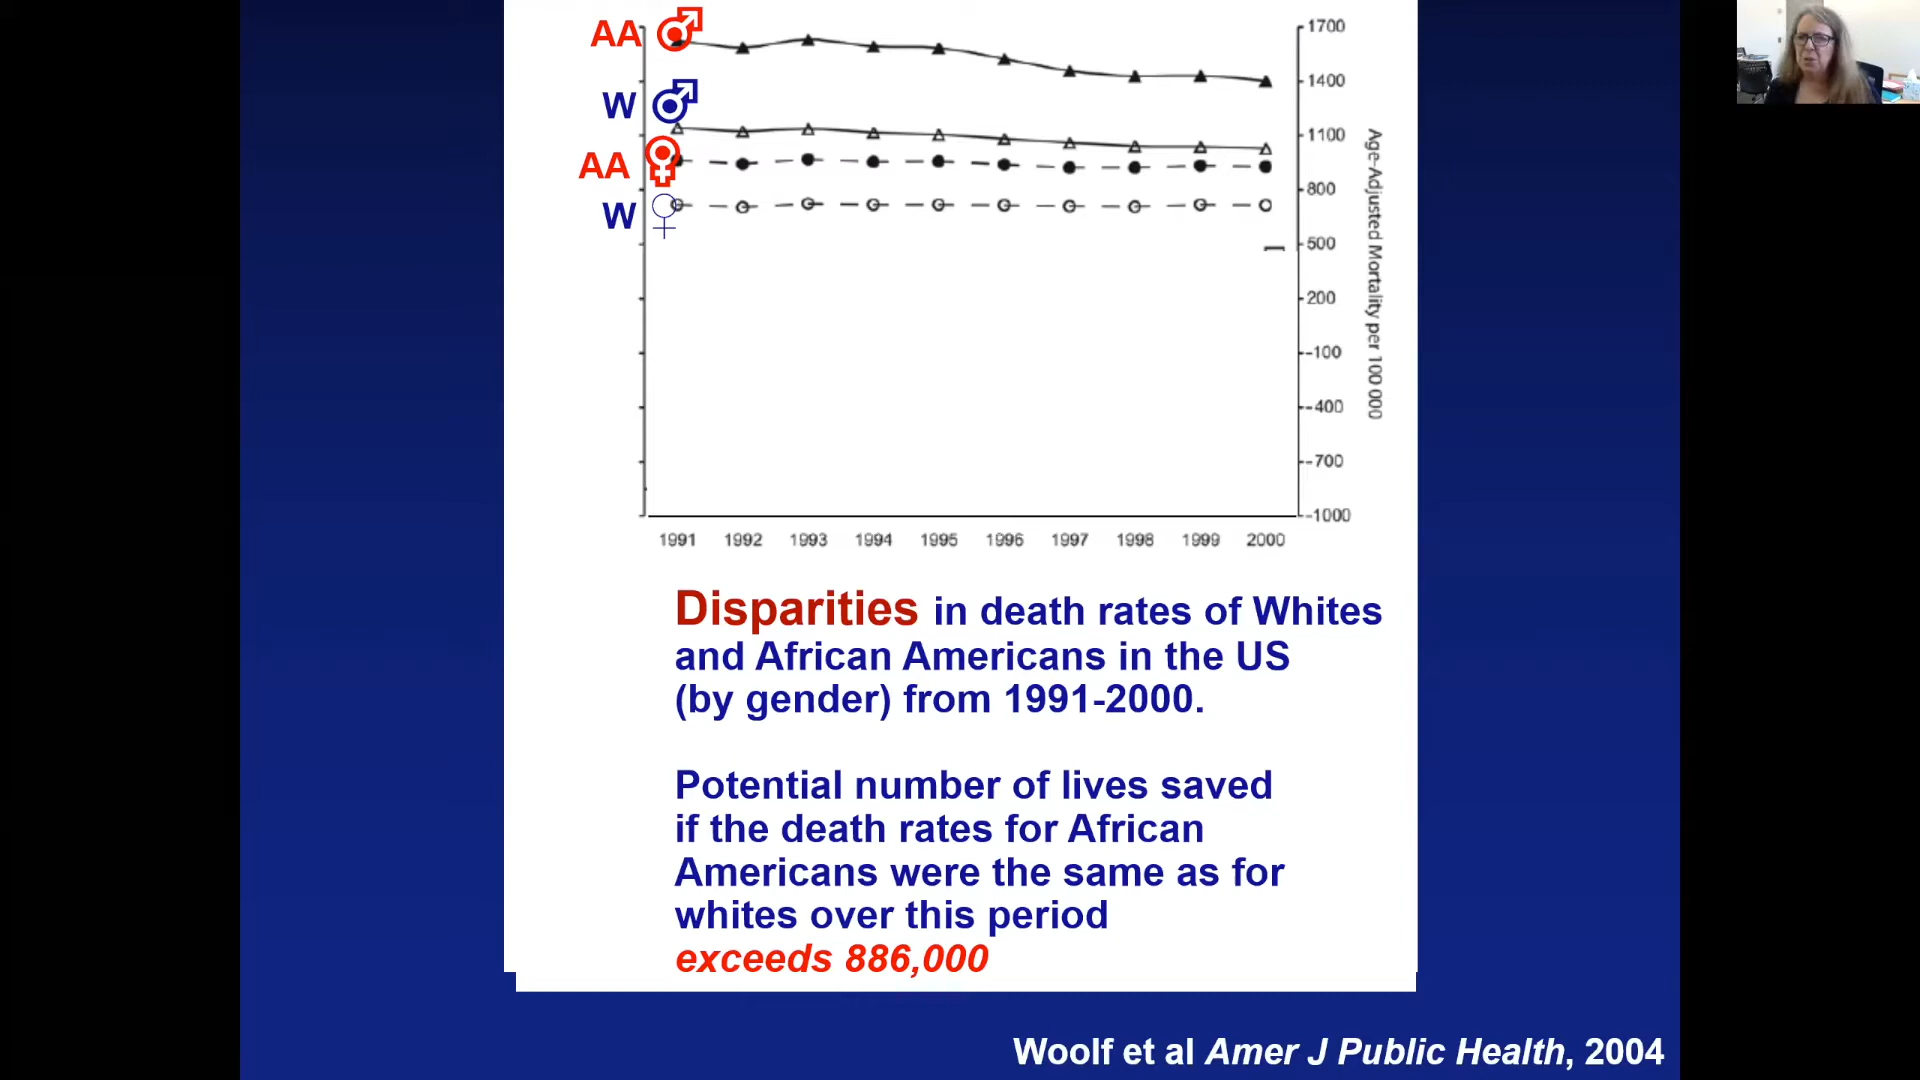 AA
W
AA
W
1700
1400
1100
800
500
200
-100
-400
-700
-1000
Age-Adjusted Mortality per 100 000
1991 1992 1993 1994 1995 1996 1997 1998 1999 2000
Disparities in death rates of Whites
and African Americans in the US
(by gender) from 1991-2000.
Potential number of lives saved
if the death rates for African
Americans were the same as for
whites over this period
exceeds 886,000
Woolf et al Amer J Public Health, 2004